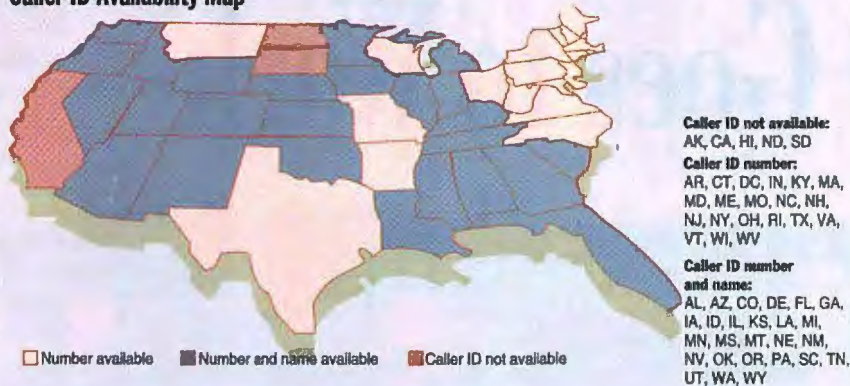 Caller ID Availability Map
Caller ID not available:
AK, CA, HI, ND, SD
Caller ID number:
AR, CT, DC, IN, KY, MA,
MD, ME, MO, NC, NH,
NJ, NY, OH, RI, TX, VA,
VT, WI, WV
Caller ID number
and name:
AL, AZ, CO, DE, FL, GA,
IA, ID, IL, KS, LA, MI,
MN, MS, MT, NE, NM,
NV, OK, OR, PA, SC, TN,
UT, WA, WY
Number available
Number and name available
Caller ID not available